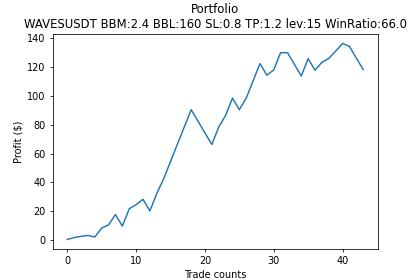 Portfolio
WAVESUSDT BBM:2.4 BBL:160 SL:0.8 TP:1.2 lev:15 WinRatio:66.0
140
120
100
80
60
40
20
0
Profit ($)
0 10 20 30 40
Trade counts